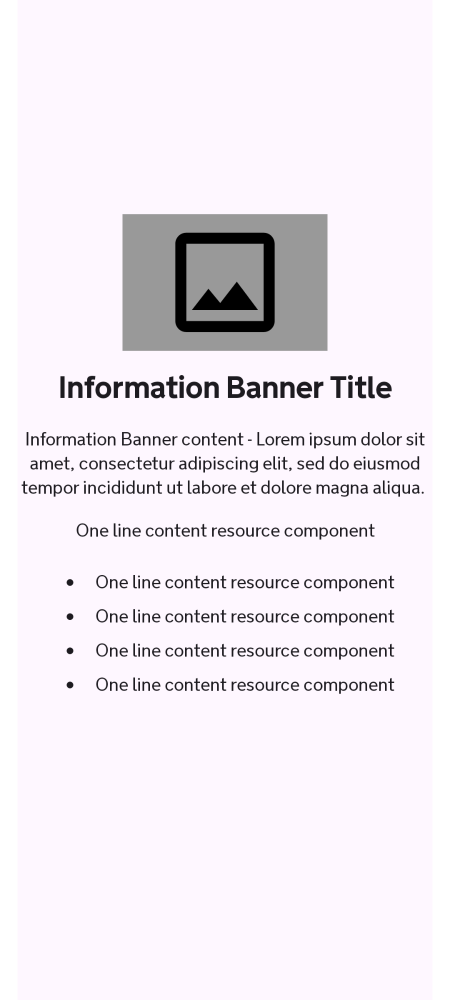 Information Banner Title
Information Banner content - Lorem ipsum dolor sit
amet, consectetur adipiscing elit, sed do eiusmod
tempor incididunt ut labore et dolore magna aliqua.
One line content resource component
• One line content resource component
• One line content resource component
• One line content resource component
• One line content resource component